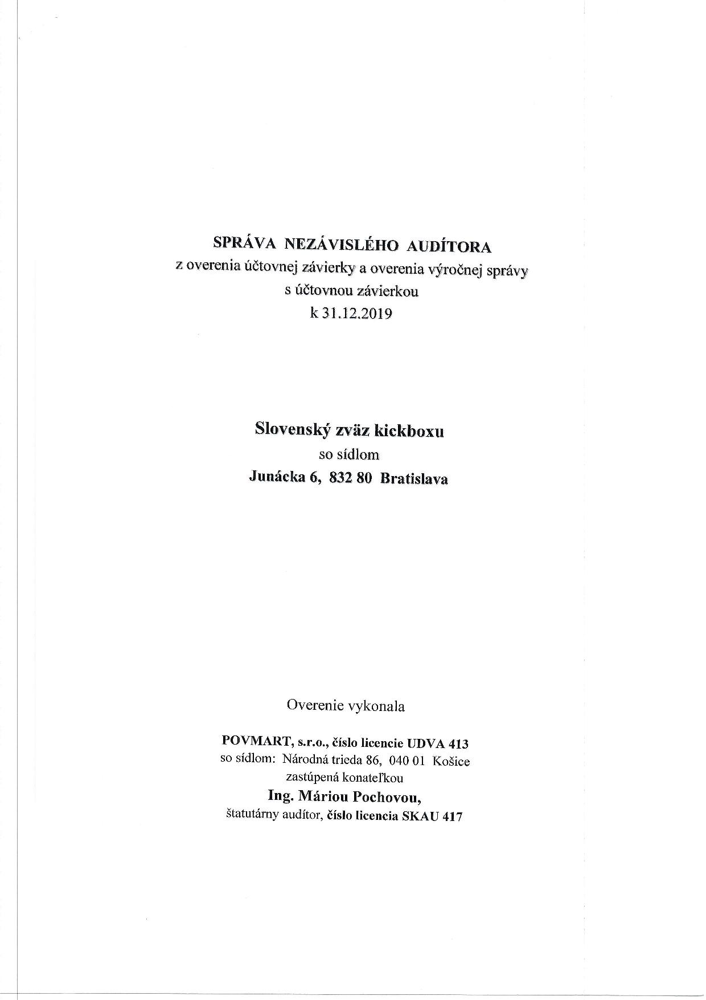 SPRÁVA NEZÁVISLÉHO AUDÍTORA
z overenia účtovnej závierky a overenia výročnej správy
s účtovnou závierkou
k 31.12.2019
Slovenský zväz kickboxu
so sídlom
Junácka 6, 832 80 Bratislava
Overenie vykonala
POVMART, s.r.o., číslo licencie UDVA 413
so sídlom: Národná trieda 86, 040 01 Košice
zastúpená konateľkou
Ing. Máriou Pochovou,
štatutárny audítor, číslo licencia SKAU 417